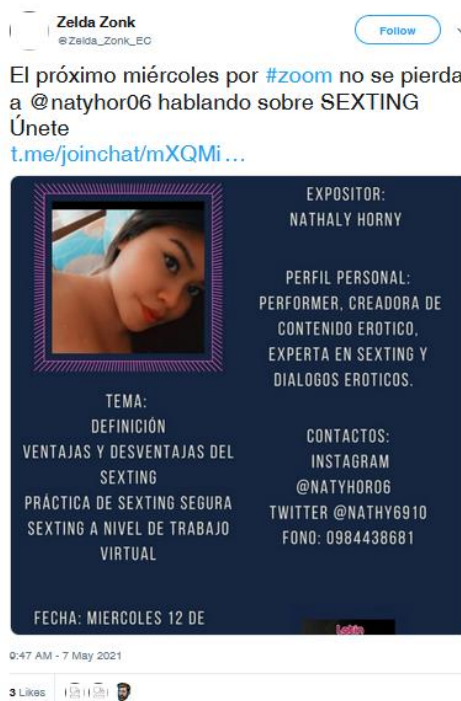 Zelda Zonk
@Zelda_Zonk_EC
Follow
El próximo miércoles por #zoom no se pierda
a @natyhor06 hablando sobre SEXTING
Únete
t.me/joinchat/mXQMi…
EXPOSITOR:
NATHALY HORNY
PERFIL PERSONAL:
PERFORMER, CREADORA DE
CONTENIDO EROTICO,
EXPERTA EN SEXTING Y
DIALOGOS EROTICOS.
TEMA:
DEFINICIÓN
VENTAJAS Y DESVENTAJAS DEL
SEXTING
PRÁCTICA DE SEXTING SEGURA
SEXTING A NIVEL DE TRABAJO
VIRTUAL
CONTACTOS:
INSTAGRAM
@NATYHOR06
TWITTER @NATHY6910
FONO: 0984438681
FECHA: MIERCOLES 12 DE
Latin
9:47 AM - 7 May 2021
3 Likes